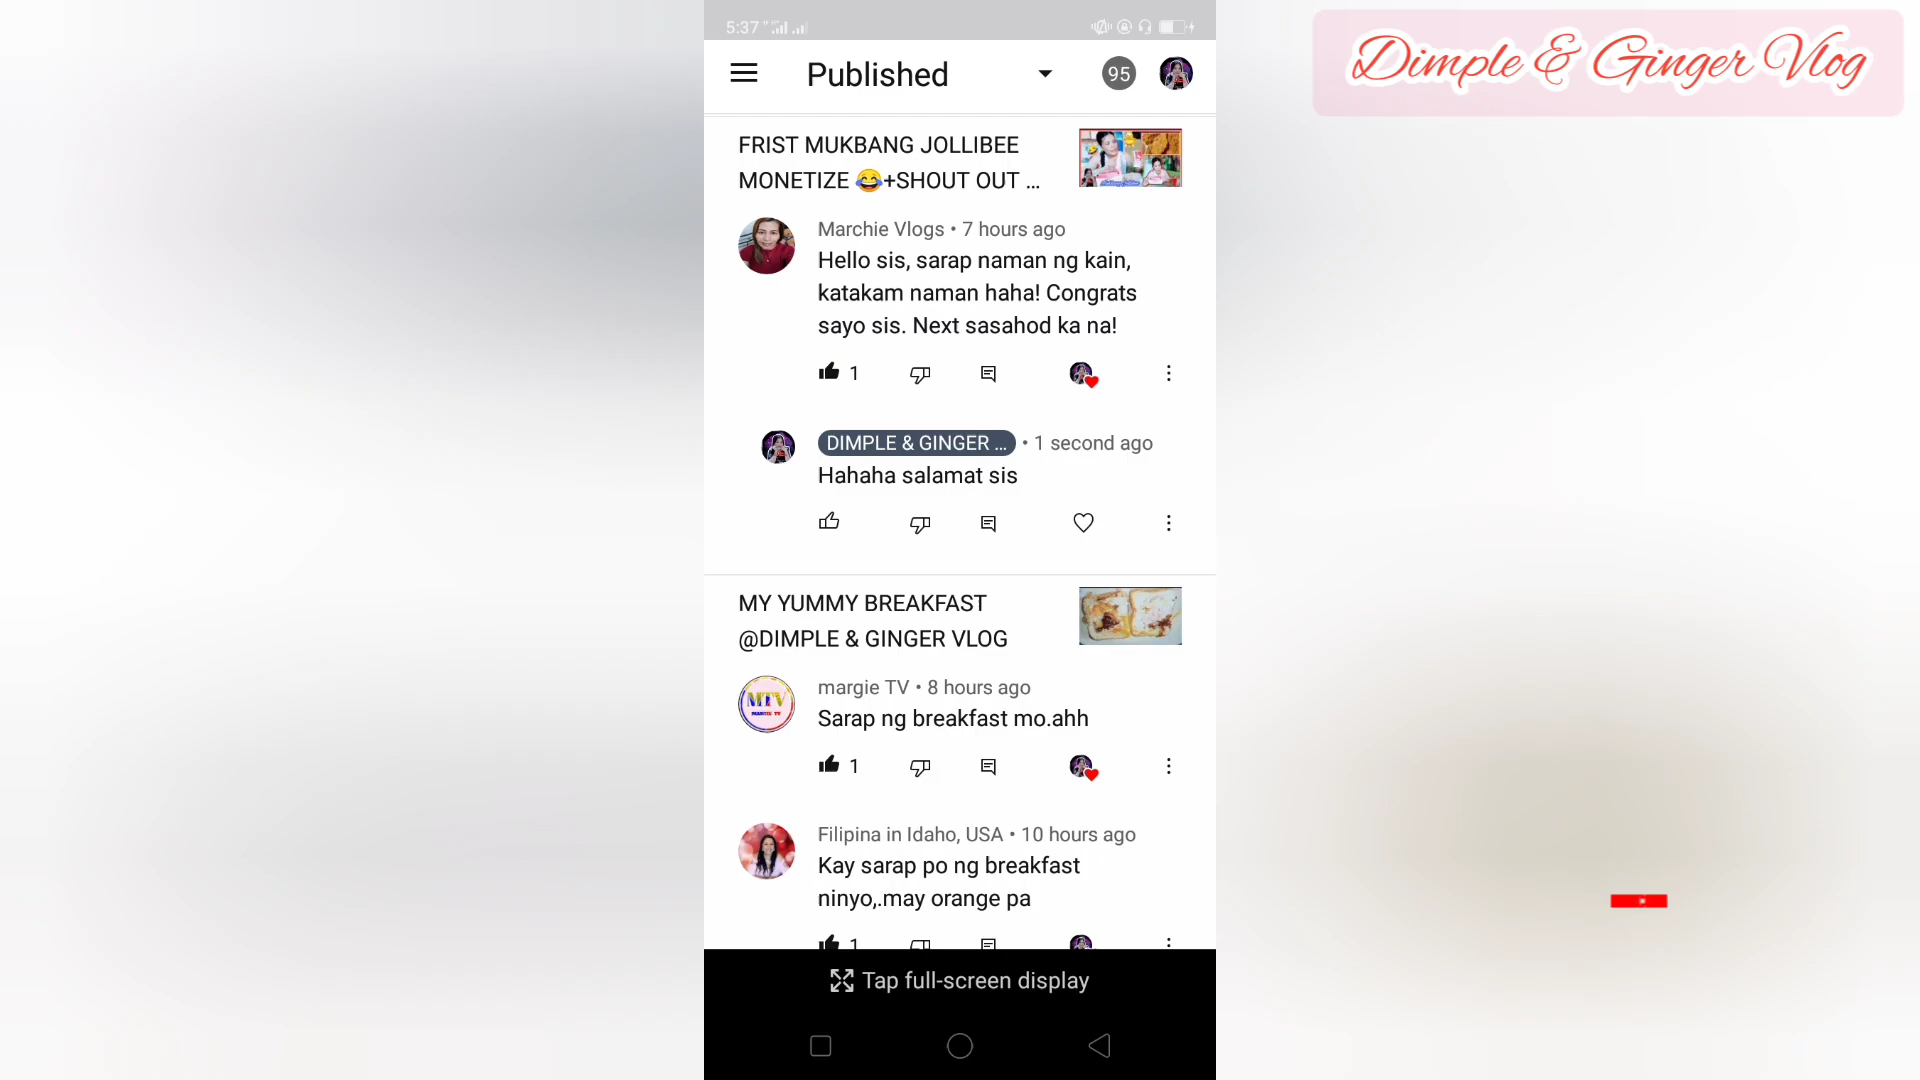 5:37
Dimple & Ginger Vlog
Published
95
FRIST MUKBANG JOLLIBEE
MONETIZE 😂+SHOUT OUT ...
Marchie Vlogs • 7 hours ago
Hello sis, sarap naman ng kain,
katakam naman haha! Congrats
sayo sis. Next sasahod ka na!
1
DIMPLE & GINGER ... • 1 second ago
Hahaha salamat sis
MY YUMMY BREAKFAST
@DIMPLE & GINGER VLOG
MTV
MARGIE TV
margie TV • 8 hours ago
Sarap ng breakfast mo.ahh
1
Filipina in Idaho, USA • 10 hours ago
Kay sarap po ng breakfast
ninyo,.may orange pa
1
Tap full-screen display